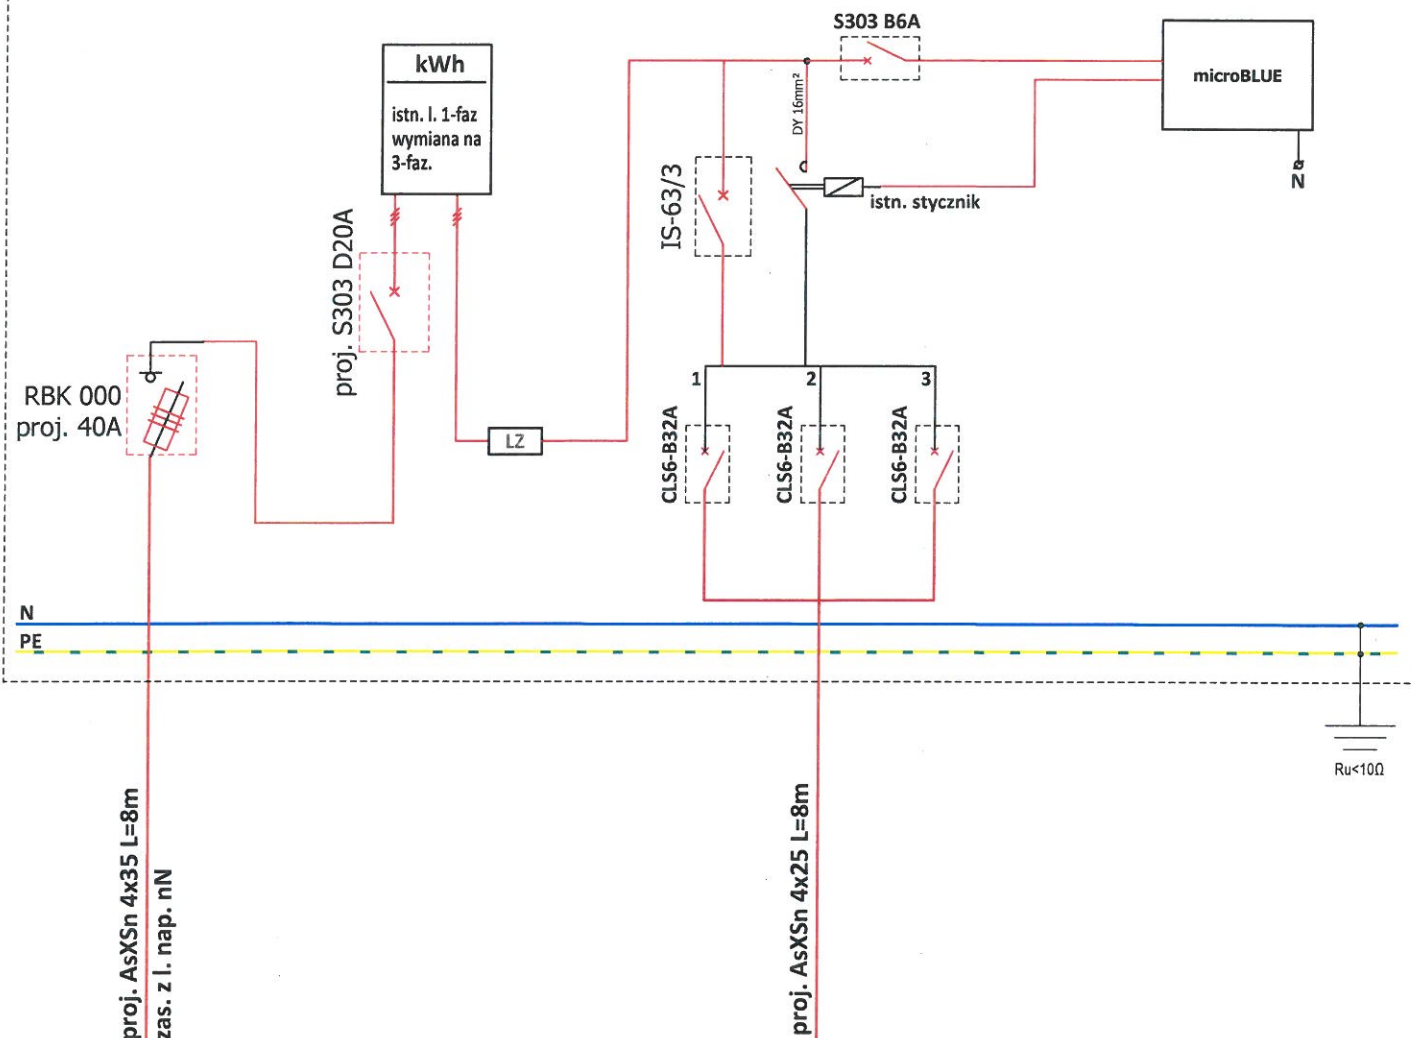 S303 B6A
kWh
istn. l. 1-faz
wymiana na
3-faz.
microBLUE
N
DY 16mm²
IS-63/3
istn. stycznik
proj. S303 D20A
RBK 000
proj. 40A
LZ
1
2
3
CLS6-B32A
CLS6-B32A
CLS6-B32A
N
PE
Ru<10Ω
proj. AsXSn 4x35 L=8m
zas. z l. nap. nN
proj. AsXSn 4x25 L=8m